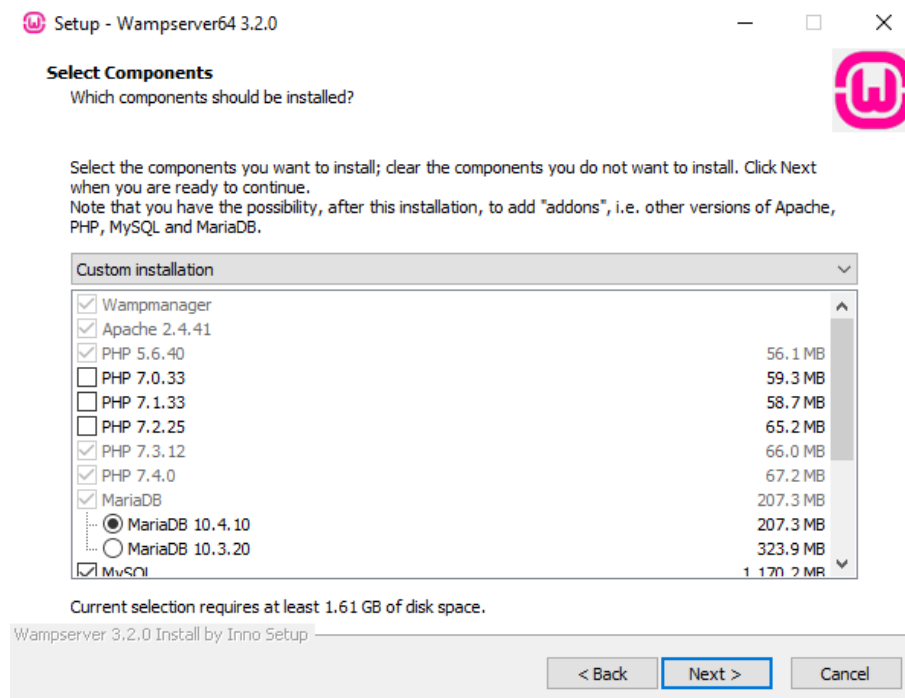 Setup - Wampserver64 3.2.0
Select Components
Which components should be installed?
Select the components you want to install; clear the components you do not want to install. Click Next
when you are ready to continue.
Note that you have the possibility, after this installation, to add "addons", i.e. other versions of Apache,
PHP, MySQL and MariaDB.
Custom installation
Wampmanager
Apache 2.4.41
PHP 5.6.40 56.1 MB
PHP 7.0.33 59.3 MB
PHP 7.1.33 58.7 MB
PHP 7.2.25 65.2 MB
PHP 7.3.12 66.0 MB
PHP 7.4.0 67.2 MB
MariaDB 207.3 MB
MariaDB 10.4.10 207.3 MB
MariaDB 10.3.20 323.9 MB
MySQL 1 170.2 MB
Current selection requires at least 1.61 GB of disk space.
Wampserver 3.2.0 Install by Inno Setup
< Back Next > Cancel